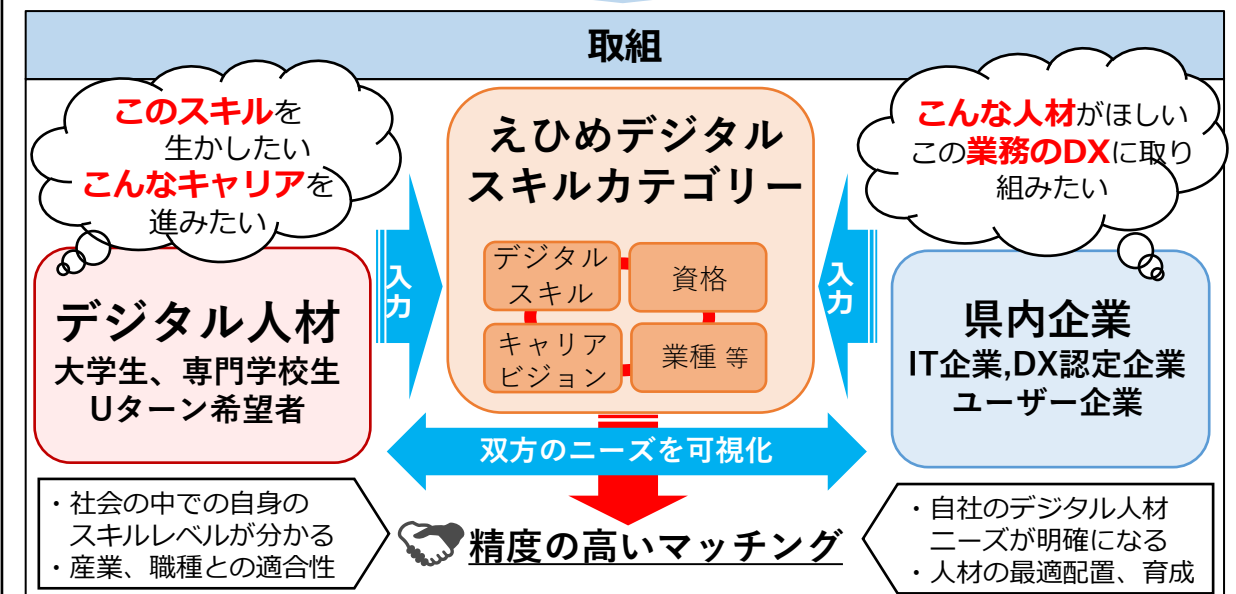 取組
このスキルを
生かしたい
こんなキャリアを
進みたい
えひめデジタル
スキルカテゴリー
こんな人材がほしい
この業務のDXに取り
組みたい
デジタル
スキル
資格
キャリア
ビジョン
業種 等
入力
入力
デジタル人材
大学生、専門学校生
Uターン希望者
県内企業
IT企業,DX認定企業
ユーザー企業
双方のニーズを可視化
・社会の中での自身の
スキルレベルが分かる
・産業、職種との適合性
精度の高いマッチング
・自社のデジタル人材
ニーズが明確になる
・人材の最適配置、育成